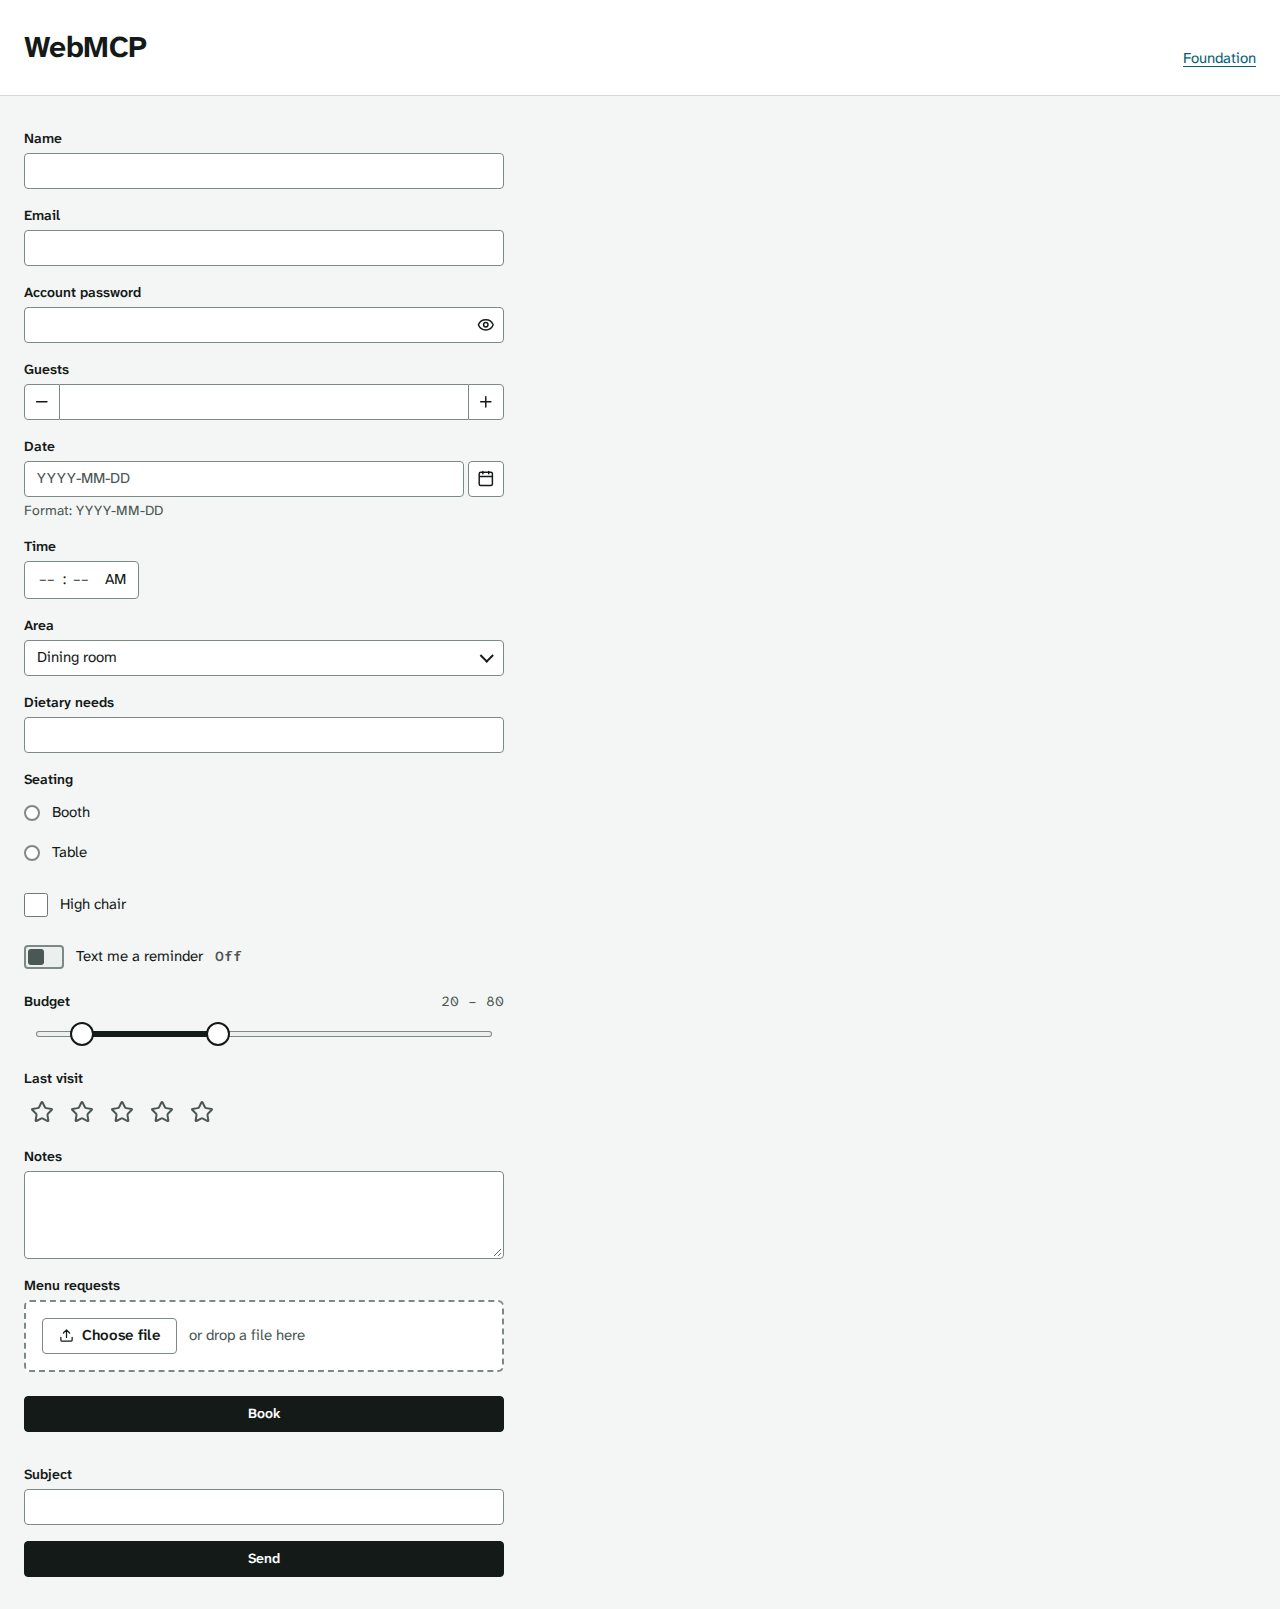 WebMCP
Foundation
Name
Email
Account password
Guests
Date
YYYY-MM-DD
Format: YYYY-MM-DD
Time
-- : -- AM
Area
Dining room
Dietary needs
Seating
Booth
Table
High chair
Text me a reminder Off
Budget 20 – 80
Last visit
Notes
Menu requests
Choose file or drop a file here
Book
Subject
Send